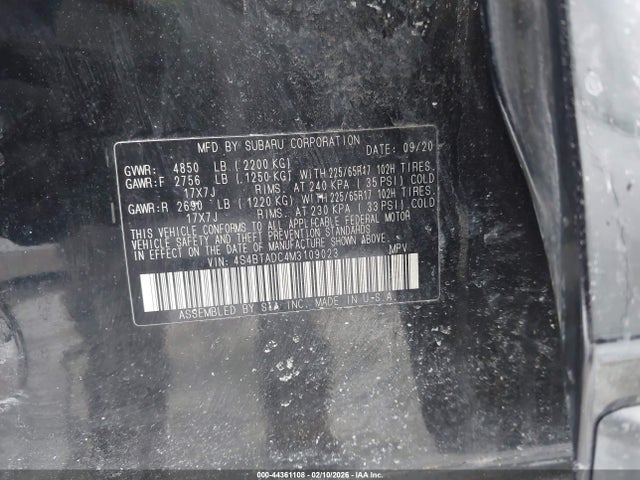 MFD.BY SUBARU CORPORATION DATE: 09/20
GVWR: 4850 LB (2200 KG)
GAWR:F 2756 LB (1250KG) WITH 225/65R17 102H TIRES.
17X7J RIMS. AT 240 KPA (35 PSI) COLD
GAWR:R 2690 LB (1220 KG) WITH 225/65R17 102H TIRES.
17X7J RIMS. AT 230 KPA (33 PSI) COLD
THIS VEHICLE CONFORMS TO ALL APPLICABLE FEDERAL MOTOR
VEHICLE SAFETY AND THEFT PREVENTION STANDARDS IN
EFFECT ON THE DATE OF MANUFACTURE SHOWN ABOVE.
VIN: 4S4BTADC4M3109023 MPV
ASSEMBLED BY SIA INC. MADE IN U.S.A.
000-44361108 - 02/10/2026 - COPYRIGHT IAA, LLC